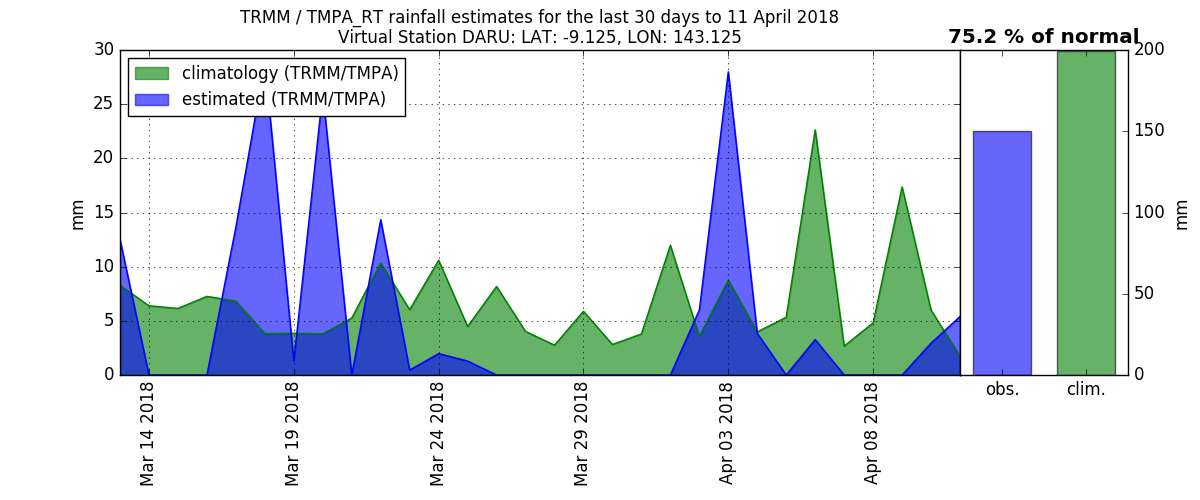 TRMM / TMPA_RT rainfall estimates for the last 30 days to 11 April 2018
Virtual Station DARU: LAT: -9.125, LON: 143.125
75.2 % of normal
climatology (TRMM/TMPA)
estimated (TRMM/TMPA)
30
25
20
15
10
5
0
mm
Mar 14 2018
Mar 19 2018
Mar 24 2018
Mar 29 2018
Apr 03 2018
Apr 08 2018
200
150
100
50
0
mm
obs.
clim.